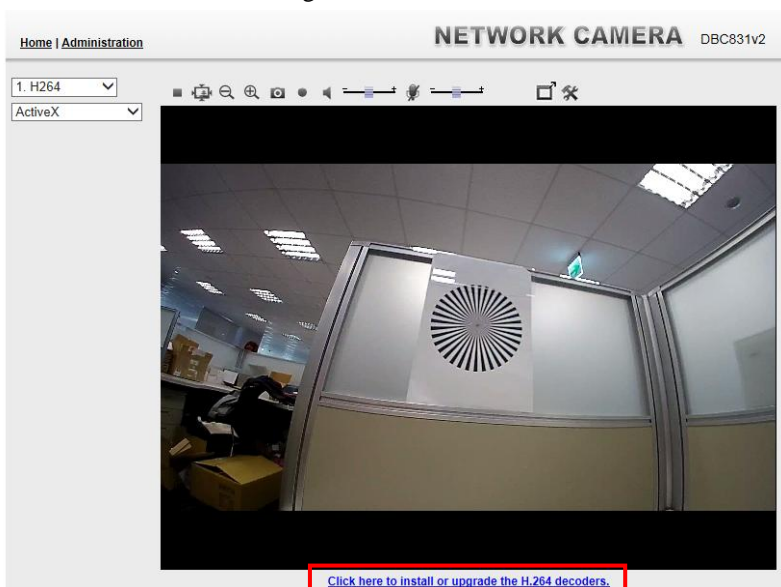 Home | Administration
NETWORK CAMERA DBC831v2
1. H264
ActiveX
Click here to install or upgrade the H.264 decoders.